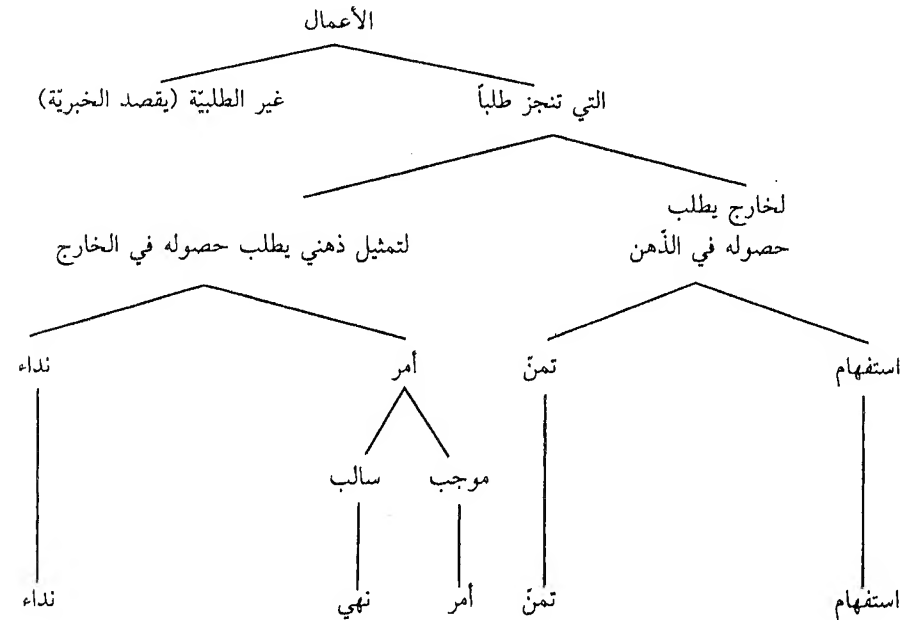 الأعمال
التي تنجز طلباً
غير الطلبيّة (يقصد الخبريّة)
لخارج يطلب
حصوله في الذّهن
لتمثيل ذهني يطلب حصوله في الخارج
استفهام
تمنّ
أمر
نداء
موجب
سالب
استفهام
تمنّ
أمر
نهي
نداء